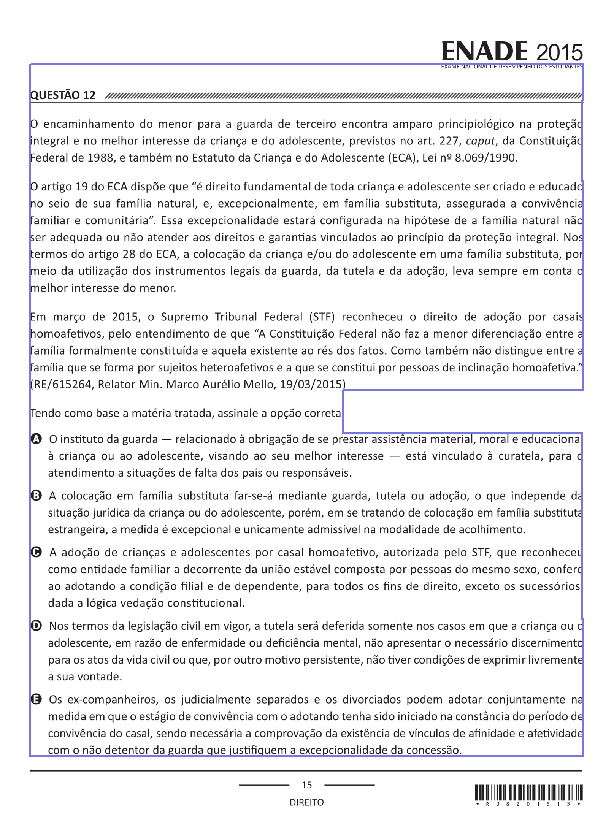 ENADE 2015
EXAME NACIONAL DE DESEMPENHO DOS ESTUDANTES
QUESTÃO 12
O encaminhamento do menor para a guarda de terceiro encontra amparo principiológico na proteção
integral e no melhor interesse da criança e do adolescente, previstos no art. 227, caput, da Constituição
Federal de 1988, e também no Estatuto da Criança e do Adolescente (ECA), Lei nº 8.069/1990.
O artigo 19 do ECA dispõe que “é direito fundamental de toda criança e adolescente ser criado e educado
no seio de sua família natural, e, excepcionalmente, em família substituta, assegurada a convivência
familiar e comunitária”. Essa excepcionalidade estará configurada na hipótese de a família natural não
ser adequada ou não atender aos direitos e garantias vinculados ao princípio da proteção integral. Nos
termos do artigo 28 do ECA, a colocação da criança e/ou do adolescente em uma família substituta, por
meio da utilização dos instrumentos legais da guarda, da tutela e da adoção, leva sempre em conta o
melhor interesse do menor.
Em março de 2015, o Supremo Tribunal Federal (STF) reconheceu o direito de adoção por casais
homoafetivos, pelo entendimento de que “A Constituição Federal não faz a menor diferenciação entre a
família formalmente constituída e aquela existente ao rés dos fatos. Como também não distingue entre a
família que se forma por sujeitos heteroafetivos e a que se constitui por pessoas de inclinação homoafetiva.”
(RE/615264, Relator Min. Marco Aurélio Mello, 19/03/2015)
Tendo como base a matéria tratada, assinale a opção correta
A O instituto da guarda — relacionado à obrigação de se prestar assistência material, moral e educacional
à criança ou ao adolescente, visando ao seu melhor interesse — está vinculado à curatela, para o
atendimento a situações de falta dos pais ou responsáveis.
B A colocação em família substituta far-se-á mediante guarda, tutela ou adoção, o que independe da
situação jurídica da criança ou do adolescente, porém, em se tratando de colocação em família substituta
estrangeira, a medida é excepcional e unicamente admissível na modalidade de acolhimento.
C A adoção de crianças e adolescentes por casal homoafetivo, autorizada pelo STF, que reconheceu
como entidade familiar a decorrente da união estável composta por pessoas do mesmo sexo, confere
ao adotando a condição filial e de dependente, para todos os fins de direito, exceto os sucessórios
dada a lógica vedação constitucional.
D Nos termos da legislação civil em vigor, a tutela será deferida somente nos casos em que a criança ou o
adolescente, em razão de enfermidade ou deficiência mental, não apresentar o necessário discernimento
para os atos da vida civil ou que, por outro motivo persistente, não tiver condições de exprimir livremente
a sua vontade.
E Os ex-companheiros, os judicialmente separados e os divorciados podem adotar conjuntamente na
medida em que o estágio de convivência com o adotando tenha sido iniciado na constância do período de
convivência do casal, sendo necessária a comprovação da existência de vínculos de afinidade e afetividade
com o não detentor da guarda que justifiquem a excepcionalidade da concessão.
15
DIREITO
*R38201515*